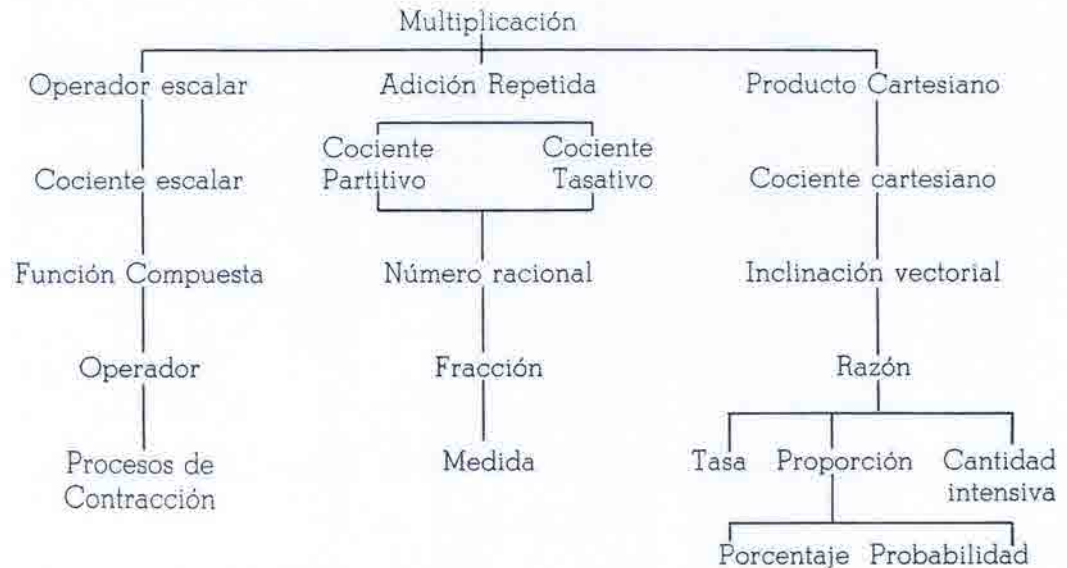 Multiplicación
Operador escalar Adición Repetida Producto Cartesiano
Cociente Partitivo
Cociente Tasativo
Cociente escalar Cociente cartesiano
Función Compuesta Número racional Inclinación vectorial
Operador Fracción Razón
Procesos de Contracción
Medida
Tasa Proporción Cantidad intensiva
Porcentaje Probabilidad